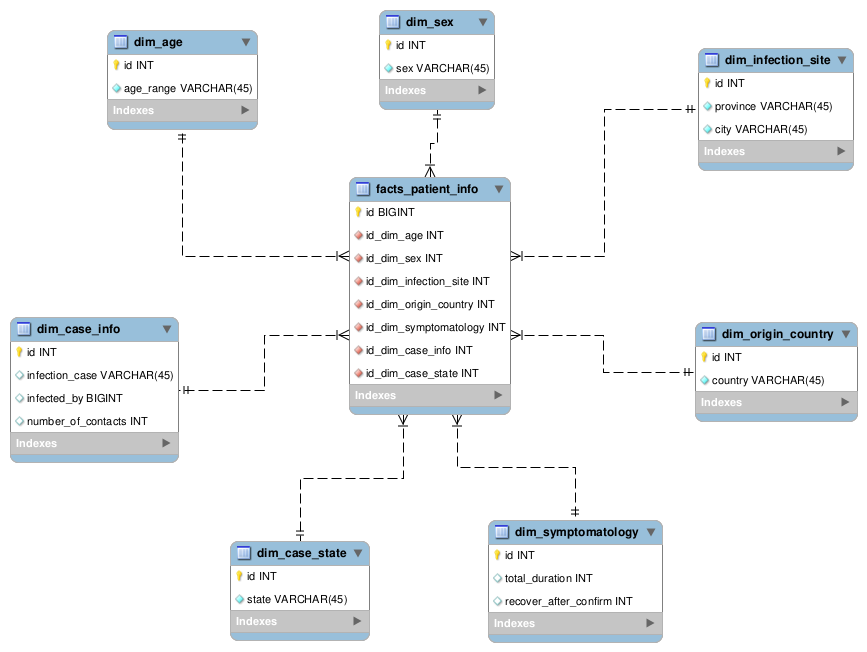 dim_age
id INT
age_range VARCHAR(45)
Indexes
dim_sex
id INT
sex VARCHAR(45)
Indexes
dim_infection_site
id INT
province VARCHAR(45)
city VARCHAR(45)
Indexes
facts_patient_info
id BIGINT
id_dim_age INT
id_dim_sex INT
id_dim_infection_site INT
id_dim_origin_country INT
id_dim_symptomatology INT
id_dim_case_info INT
id_dim_case_state INT
Indexes
dim_case_info
id INT
infection_case VARCHAR(45)
infected_by BIGINT
number_of_contacts INT
Indexes
dim_origin_country
id INT
country VARCHAR(45)
Indexes
dim_case_state
id INT
state VARCHAR(45)
Indexes
dim_symptomatology
id INT
total_duration INT
recover_after_confirm INT
Indexes